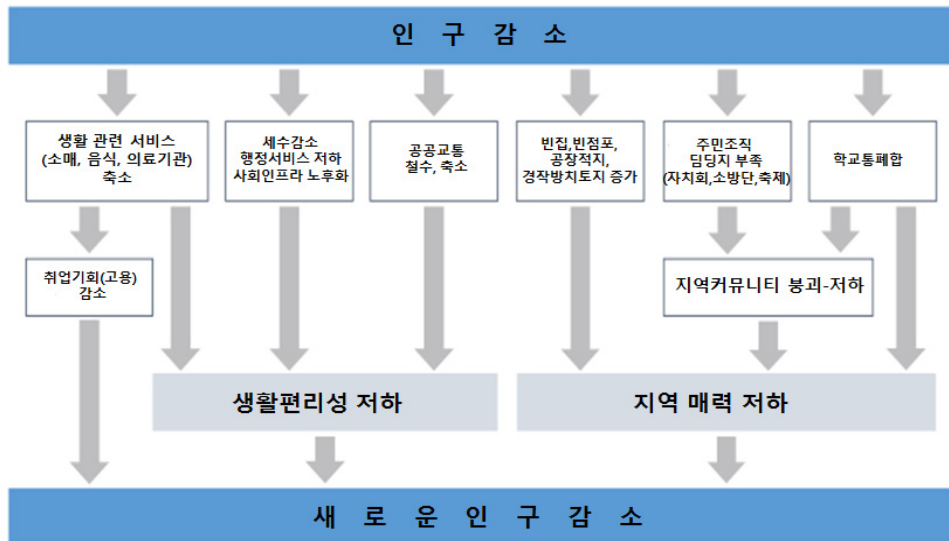 인 구 감 소
생활 관련 서비스
(소매, 음식, 의료기관)
축소
세수감소
행정서비스 저하
사회인프라 노후화
공공교통
철수, 축소
빈집,빈점포,
공장적지,
경작방치토지 증가
주민조직
딤딩지 부족
(자치회,소방단,축제)
학교통폐합
취업기회(고용)
감소
지역커뮤니티 붕괴-저하
생활편리성 저하
지역 매력 저하
새 로 운 인 구 감 소